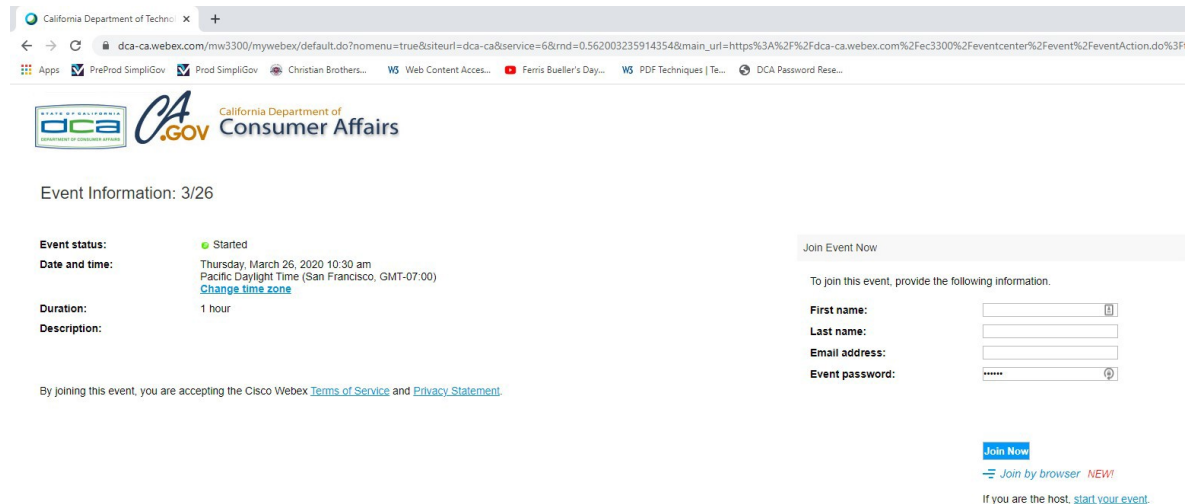 California Department of Techno
dca-ca.webex.com/mw3300/mywebex/default.do?nomenu=true&siteurl=dca-ca&service=6&rnd=0.5620032359143548&main_url=https%3A%2F%2Fdca-ca.webex.com%2Fec3300%2Feventcenter%2Fevent%2FeventAction.do%3Ft
Apps PreProd SimpliGov Prod SimpliGov Christian Brothers... W3 Web Content Acces... Ferris Bueller's Day... W3 PDF Techniques | Te... DCA Password Rese...
STATE OF CALIFORNIA
dca
DEPARTMENT OF CONSUMER AFFAIRS
CA.GOV
California Department of
Consumer Affairs
Event Information: 3/26
Event status: Started
Date and time: Thursday, March 26, 2020 10:30 am
Pacific Daylight Time (San Francisco, GMT-07:00)
Change time zone
Duration: 1 hour
Description:
By joining this event, you are accepting the Cisco Webex Terms of Service and Privacy Statement.
Join Event Now
To join this event, provide the following information.
First name:
Last name:
Email address:
Event password:
Join Now
Join by browser NEW!
If you are the host, start your event.